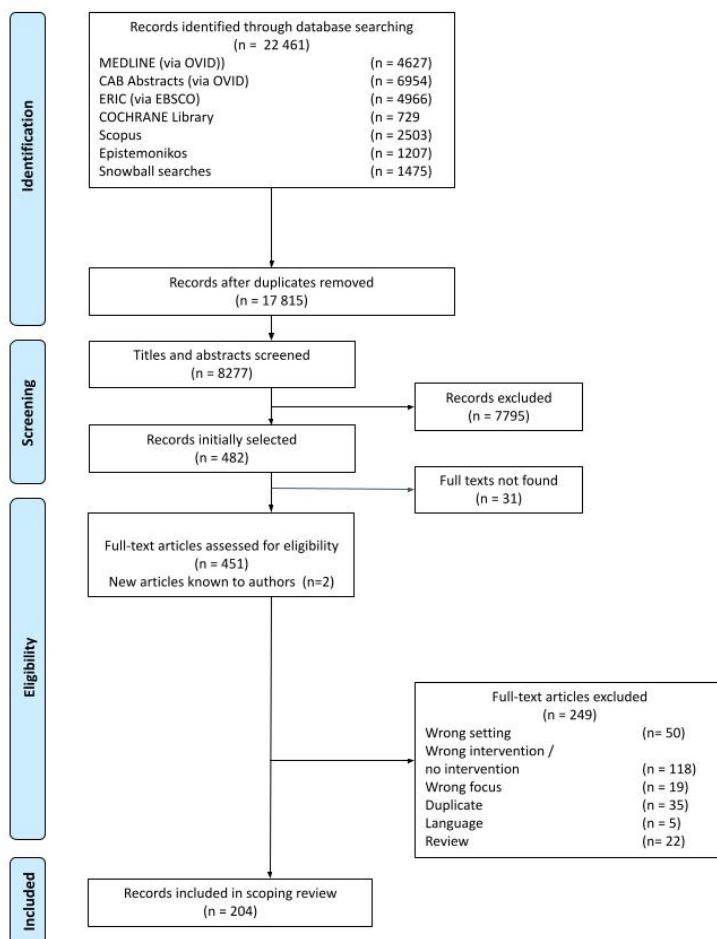 Identification
Records identified through database searching
(n =  22 461)
MEDLINE (via OVID)) (n = 4627)
CAB Abstracts (via OVID) (n = 6954)
ERIC (via EBSCO) (n = 4966)
COCHRANE Library (n = 729
Scopus (n = 2503)
Epistemonikos (n = 1207)
Snowball searches (n = 1475)
Records after duplicates removed
(n = 17 815)
Screening
Titles and abstracts screened
(n = 8277)
Records excluded
(n = 7795)
Records initially selected
(n = 482)
Full texts not found
(n = 31)
Eligibility
Full-text articles assessed for eligibility
(n = 451)
New articles known to authors  (n=2)
Full-text articles excluded
(n = 249)
Wrong setting (n= 50)
Wrong intervention /
no intervention (n = 118)
Wrong focus (n = 19)
Duplicate (n = 35)
Language (n = 5)
Review (n= 22)
Included
Records included in scoping review
(n = 204)